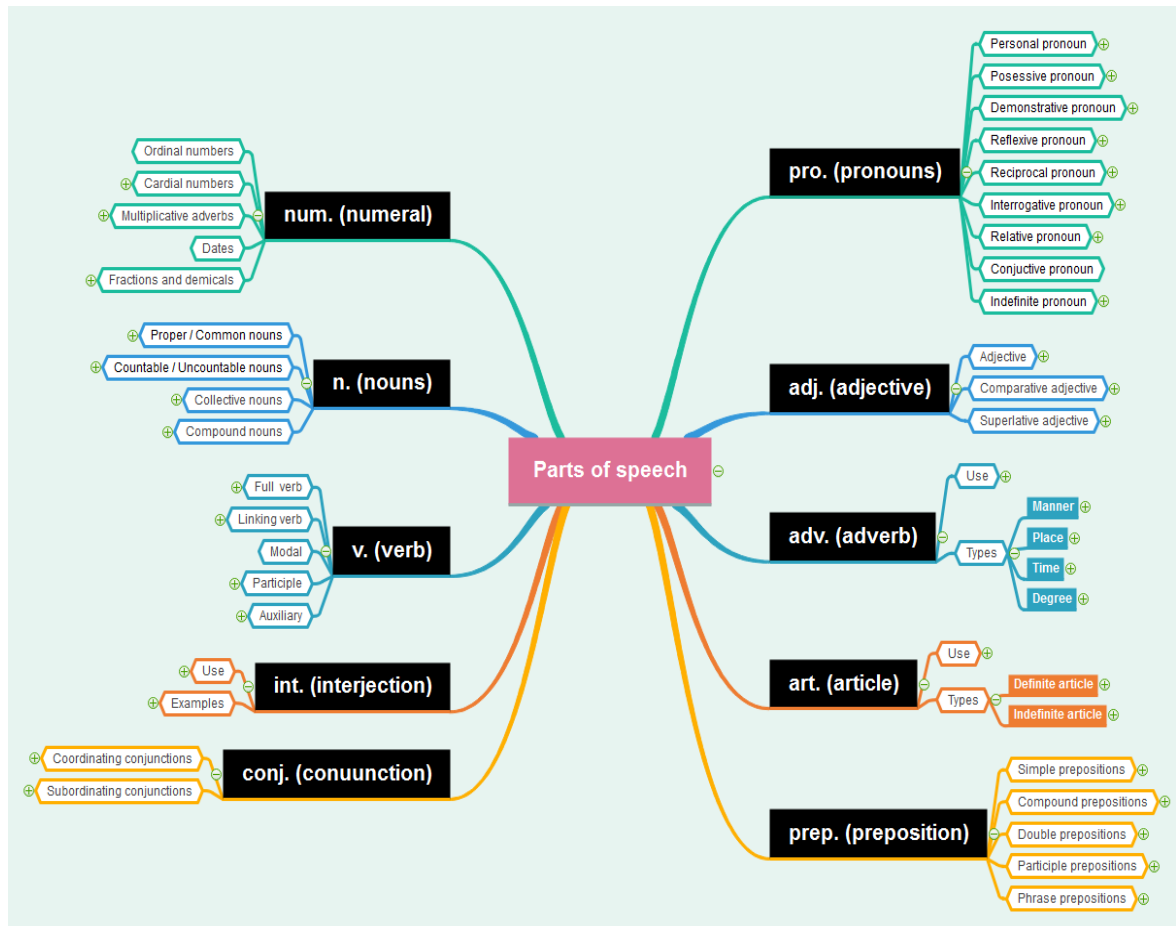 Parts of speech
num. (numeral)
Ordinal numbers
Cardial numbers
Multiplicative adverbs
Dates
Fractions and demicals
n. (nouns)
Proper / Common nouns
Countable / Uncountable nouns
Collective nouns
Compound nouns
v. (verb)
Full verb
Linking verb
Modal
Participle
Auxiliary
int. (interjection)
Use
Examples
conj. (conuunction)
Coordinating conjunctions
Subordinating conjunctions
pro. (pronouns)
Personal pronoun
Posessive pronoun
Demonstrative pronoun
Reflexive pronoun
Reciprocal pronoun
Interrogative pronoun
Relative pronoun
Conjuctive pronoun
Indefinite pronoun
adj. (adjective)
Adjective
Comparative adjective
Superlative adjective
adv. (adverb)
Use
Types
Manner
Place
Time
Degree
art. (article)
Use
Types
Definite article
Indefinite article
prep. (preposition)
Simple prepositions
Compound prepositions
Double prepositions
Participle prepositions
Phrase prepositions